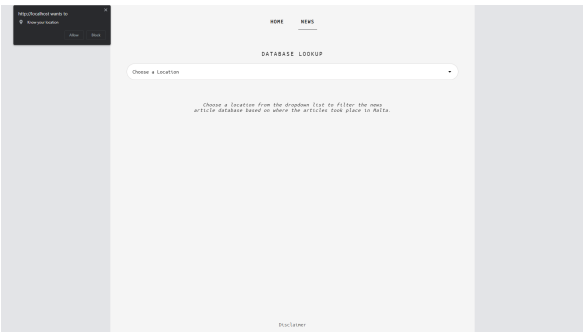 http://localhost wants to
Know your location
Allow Block
HOME NEWS
DATABASE LOOKUP
Choose a Location
Choose a location from the dropdown list to filter the news
article database based on where the articles took place in Malta.
Disclaimer